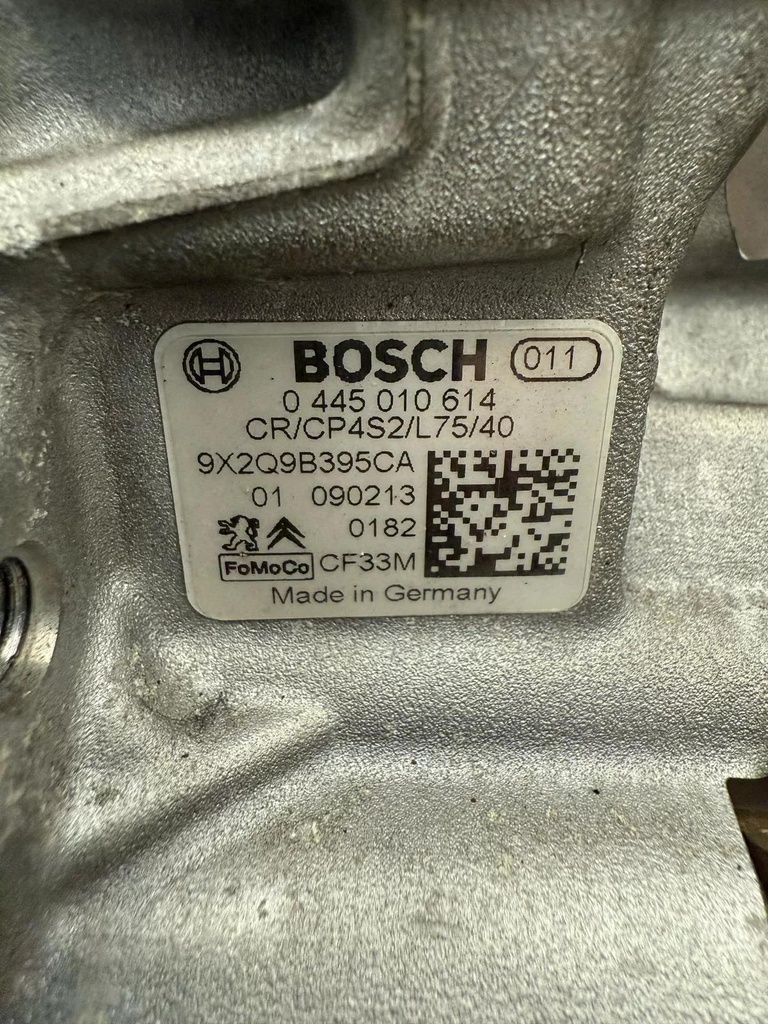 BOSCH 011
0 445 010 614
CR/CP4S2/L75/40
9X2Q9B395CA
01 090213
0182
FoMoCo CF33M
Made in Germany